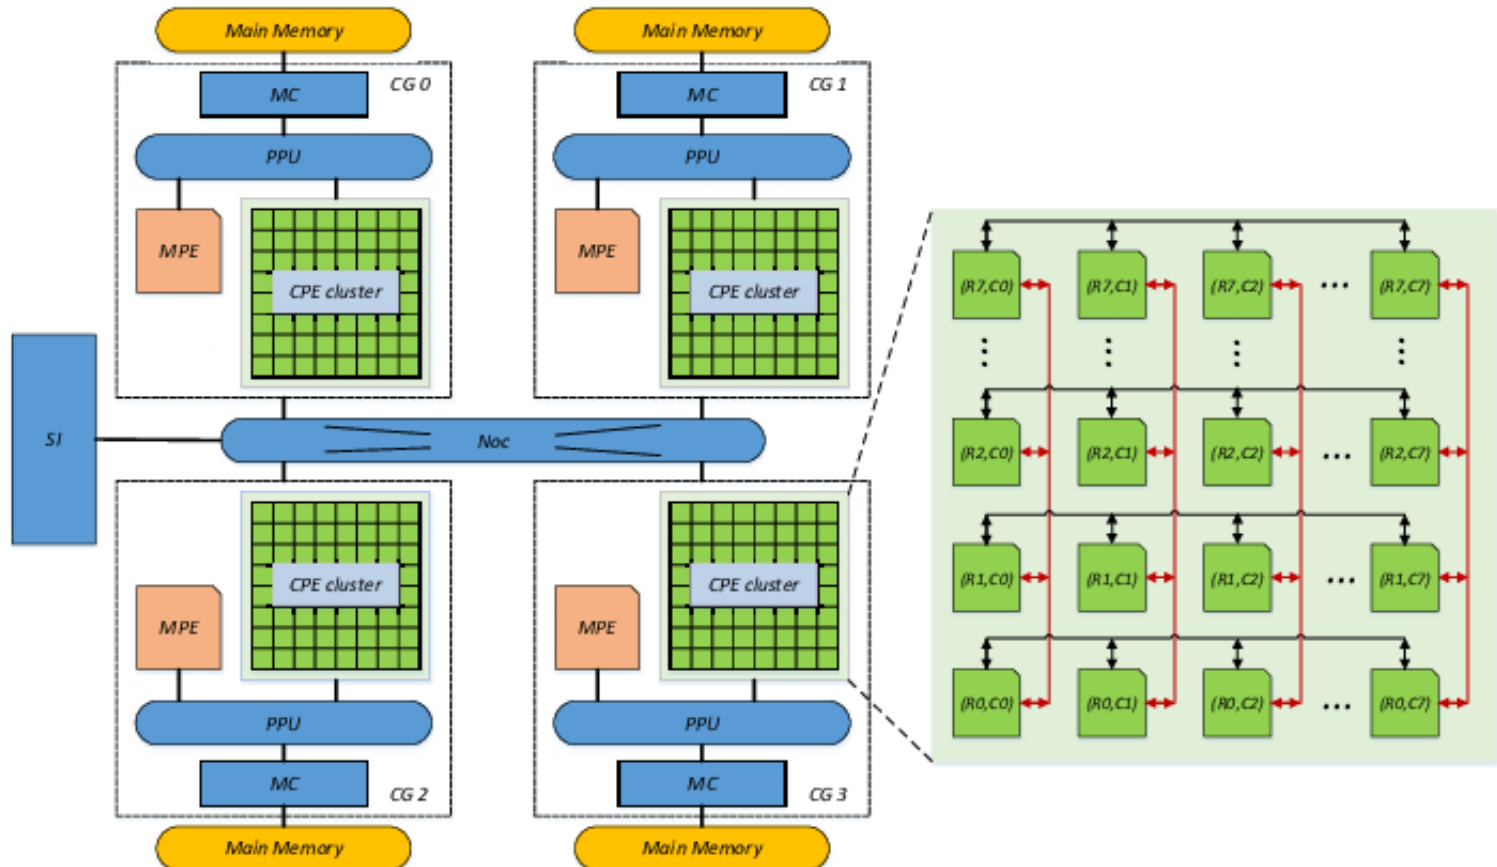 Main Memory
MC
CG 0
PPU
MPE
CPE cluster
Main Memory
MC
CG 1
PPU
MPE
CPE cluster
SI
Noc
CPE cluster
MPE
PPU
MC
CG 2
Main Memory
CPE cluster
MPE
PPU
MC
CG 3
Main Memory
(R7,C0) (R7,C1) (R7,C2) ... (R7,C7)
(R2,C0) (R2,C1) (R2,C2) ... (R2,C7)
(R1,C0) (R1,C1) (R1,C2) ... (R1,C7)
(R0,C0) (R0,C1) (R0,C2) ... (R0,C7)